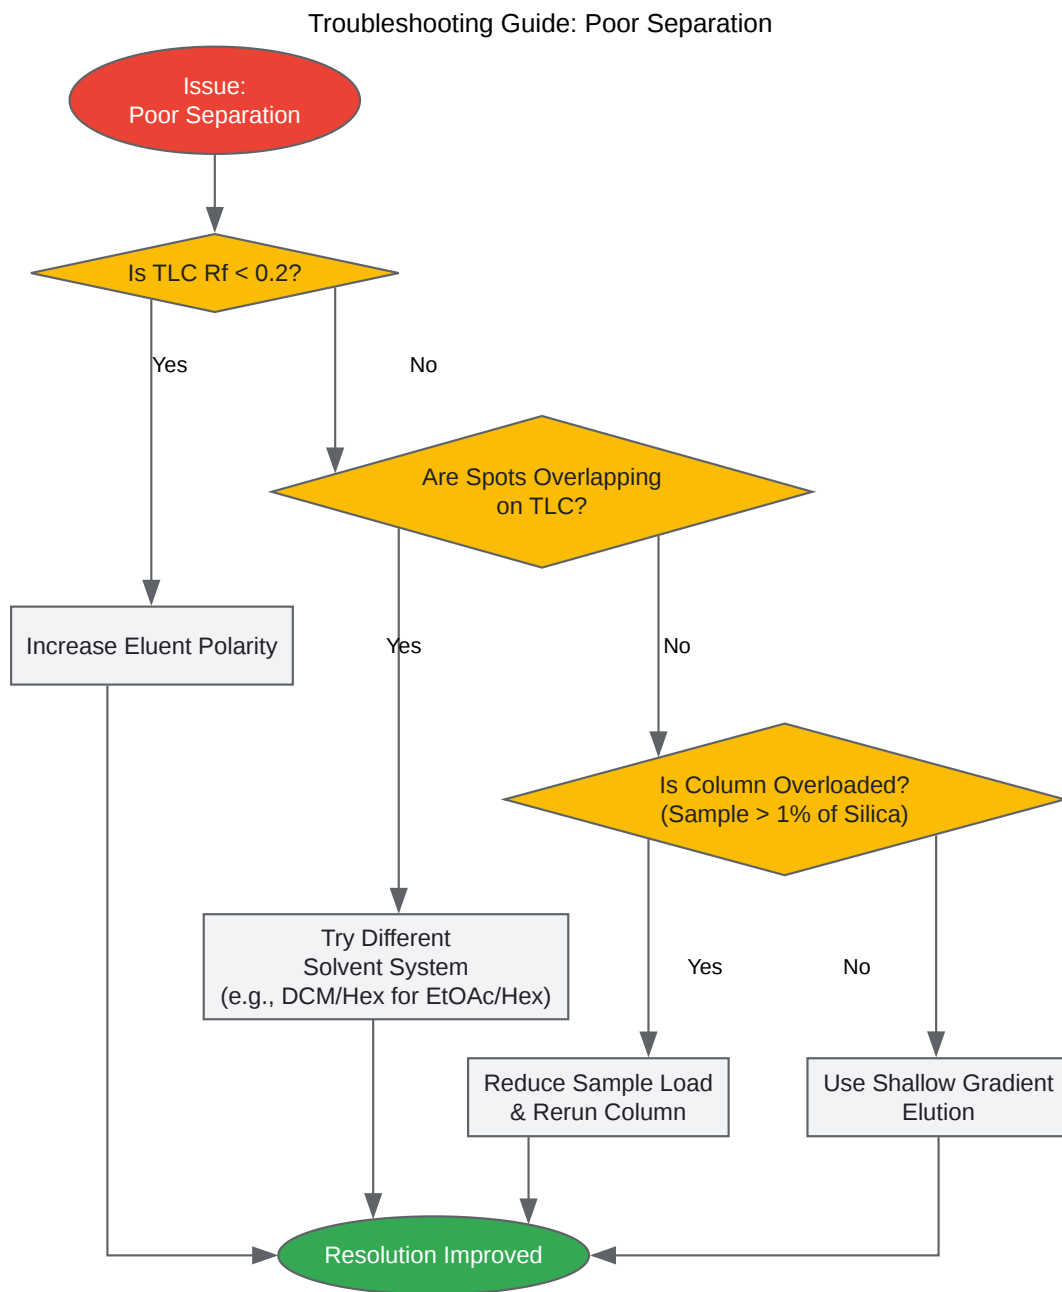 Troubleshooting Guide: Poor Separation
Issue:
Poor Separation
Is TLC Rf < 0.2?
Yes
No
Are Spots Overlapping
on TLC?
Increase Eluent Polarity
Yes
No
Is Column Overloaded?
(Sample > 1% of Silica)
Try Different
Solvent System
(e.g., DCM/Hex for EtOAc/Hex)
Yes
No
Reduce Sample Load
& Rerun Column
Use Shallow Gradient
Elution
Resolution Improved